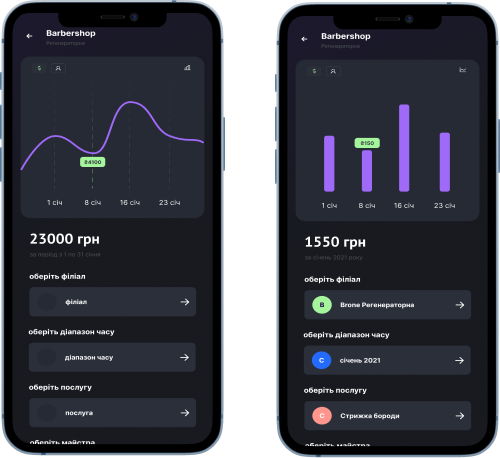 Barbershop
Регенераторна
$
₴4100
1 січ
8 січ
16 січ
23 січ
23000 грн
за період з 1 по 31 січня
оберіть філіал
філіал
оберіть діапазон часу
діапазон часу
оберіть послугу
послуга
оберіть майстра
Barbershop
Регенераторна
$
₴150
1 січ
8 січ
16 січ
23 січ
1550 грн
за січень 2021 року
оберіть філіал
B
Brone Регенераторна
оберіть діапазон часу
С
січень 2021
оберіть послугу
С
Стрижка бороди
оберіть майстра